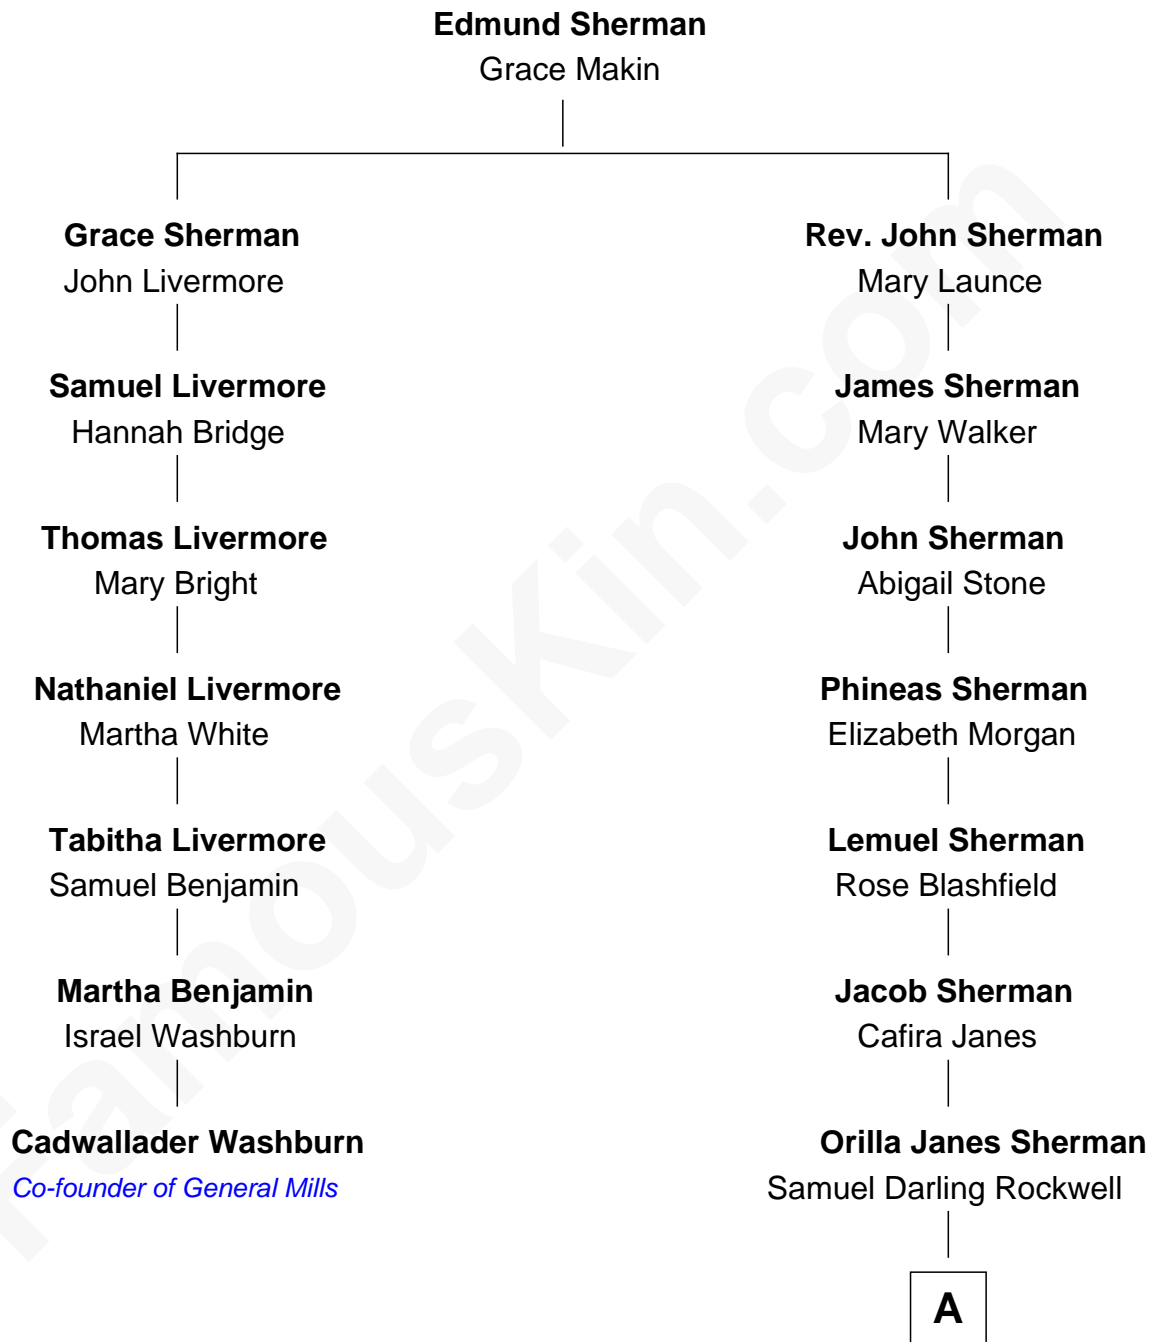 Edmund Sherman
Grace Makin
Grace Sherman
John Livermore
Samuel Livermore
Hannah Bridge
Thomas Livermore
Mary Bright
Nathaniel Livermore
Martha White
Tabitha Livermore
Samuel Benjamin
Martha Benjamin
Israel Washburn
Cadwallader Washburn
Co-founder of General Mills
Rev. John Sherman
Mary Launce
James Sherman
Mary Walker
John Sherman
Abigail Stone
Phineas Sherman
Elizabeth Morgan
Lemuel Sherman
Rose Blashfield
Jacob Sherman
Cafira Janes
Orilla Janes Sherman
Samuel Darling Rockwell
A
FamousKin.com